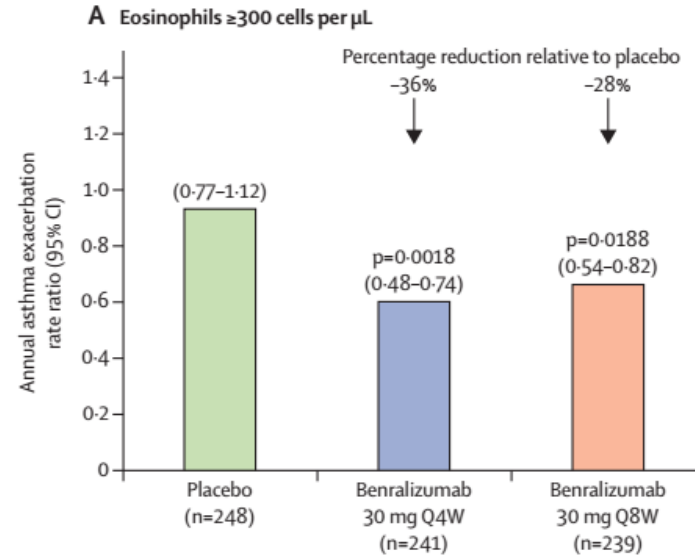 A Eosinophils ≥300 cells per µL
Percentage reduction relative to placebo
–36%
–28%
Annual asthma exacerbation
rate ratio (95% CI)
1·4
1·2
1·0
0·8
0·6
0·4
0·2
0
(0·77–1·12)
p=0·0018
(0·48–0·74)
p=0·0188
(0·54–0·82)
Placebo
(n=248)
Benralizumab
30 mg Q4W
(n=241)
Benralizumab
30 mg Q8W
(n=239)